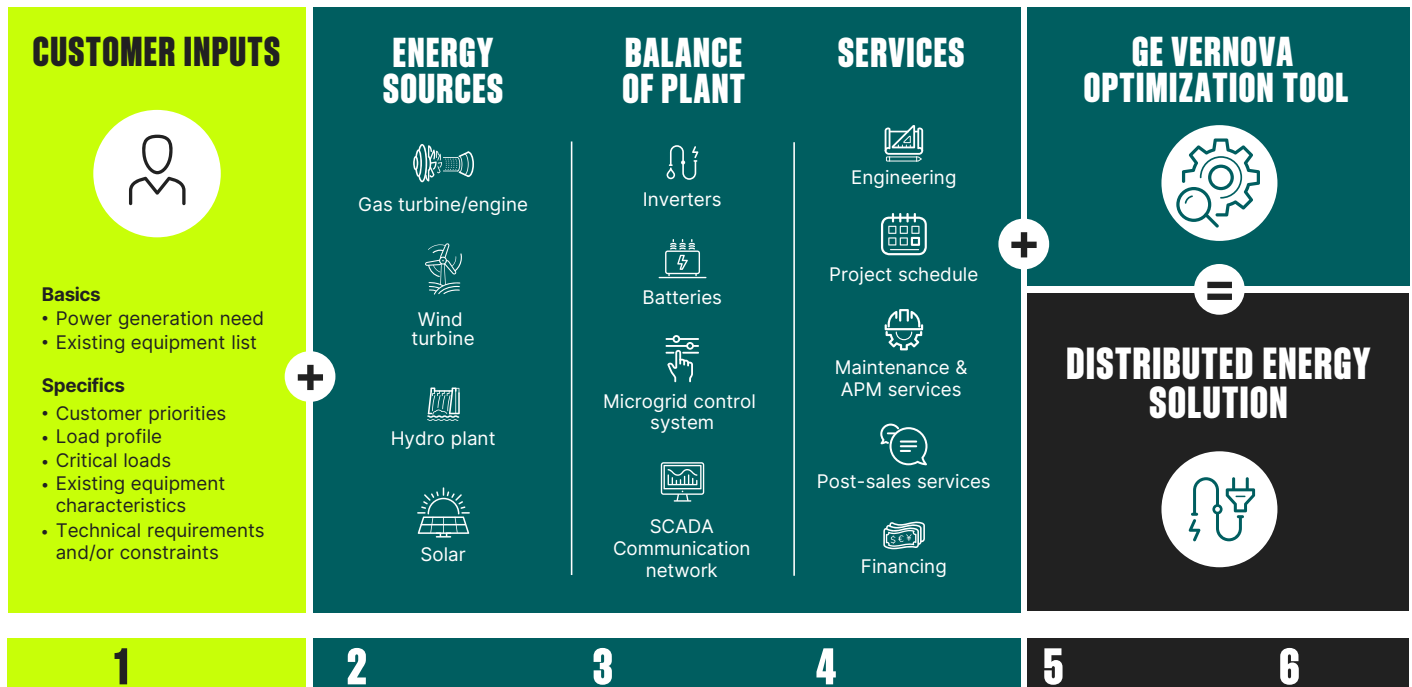 CUSTOMER INPUTS
Basics
• Power generation need
• Existing equipment list
Specifics
• Customer priorities
• Load profile
• Critical loads
• Existing equipment
characteristics
• Technical requirements
and/or constraints
+
ENERGY
SOURCES
Gas turbine/engine
Wind
turbine
Hydro plant
Solar
BALANCE
OF PLANT
Inverters
Batteries
Microgrid control
system
SCADA
Communication
network
SERVICES
Engineering
Project schedule
Maintenance &
APM services
Post-sales services
$€¥
Financing
+
GE VERNOVA
OPTIMIZATION TOOL
=
DISTRIBUTED ENERGY
SOLUTION
1
2
3
4
5
6